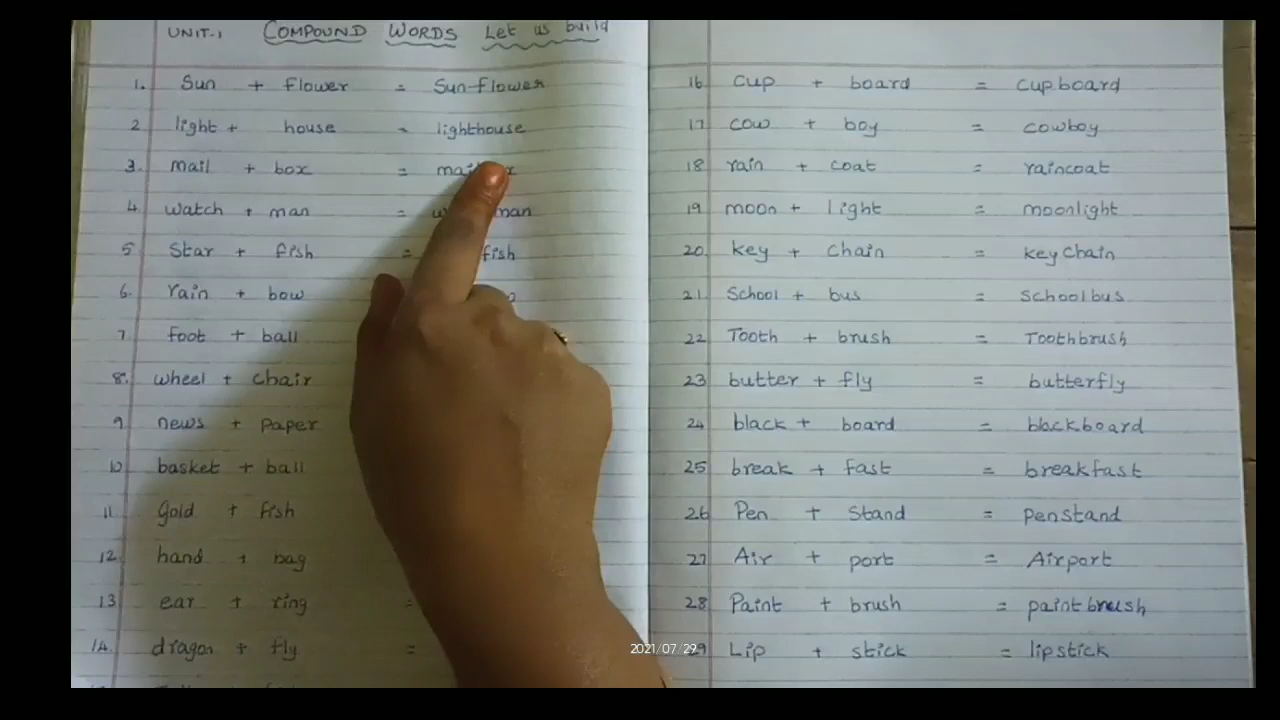 UNIT-1 COMPOUND WORDS Let us build
1. Sun + flower = Sunflower
2 light + house = lighthouse
3. mail + box =
4 watch + man =
5 Star + fish =
6. rain + bow
7 foot + ball
8. wheel + chair
9 news + paper
10 basket + ball
11 gold + fish
12 hand + bag
13 ear + ring =
14. dragon + fly =
16 cup + board = cupboard
17 cow + boy = cowboy
18 rain + coat = raincoat
19 moon + light = moonlight
20. key + chain = keychain
21. School + bus = Schoolbus
22 Tooth + brush = Toothbrush
23 butter + fly = butterfly
24 black + board = blackboard
25 break + fast = breakfast
26 Pen + Stand = penstand
27 Air + port = Airport
28 Paint + brush = paintbrush
29 Lip + stick = lipstick
2021/07/29